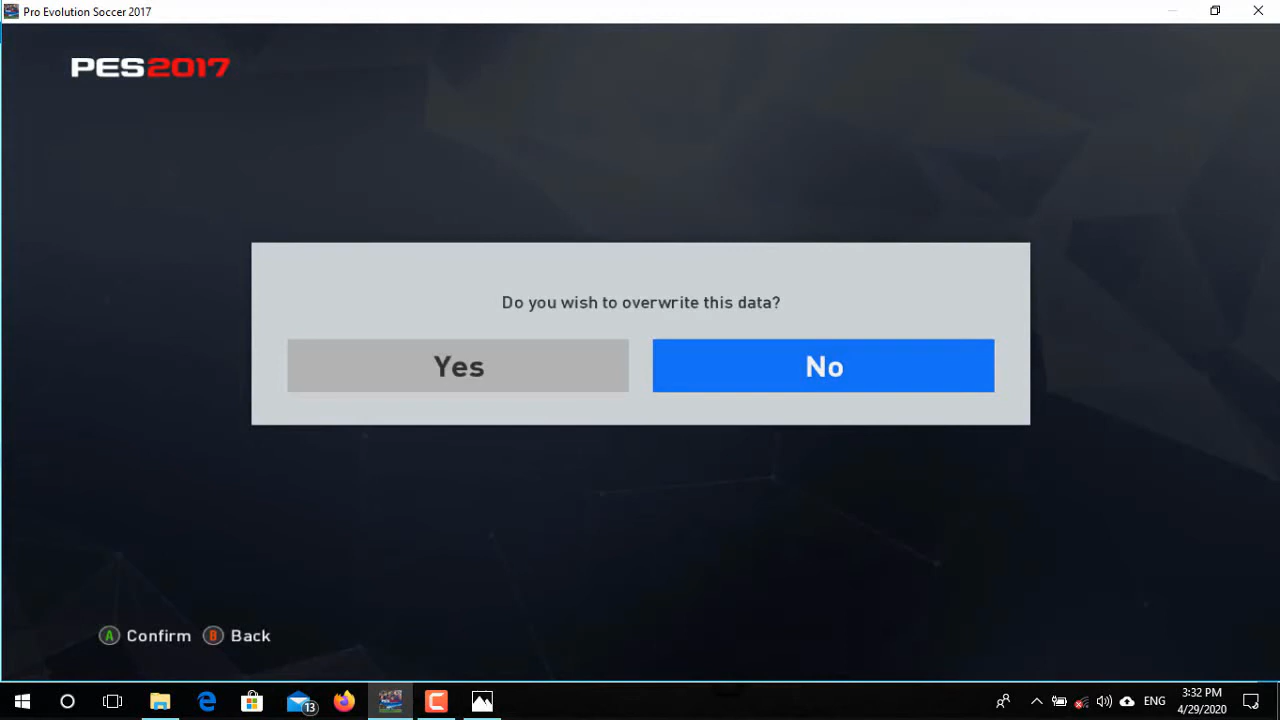 Pro Evolution Soccer 2017
PES2017
Do you wish to overwrite this data?
Yes
No
A Confirm B Back
13
ENG
3:32 PM
4/29/2020